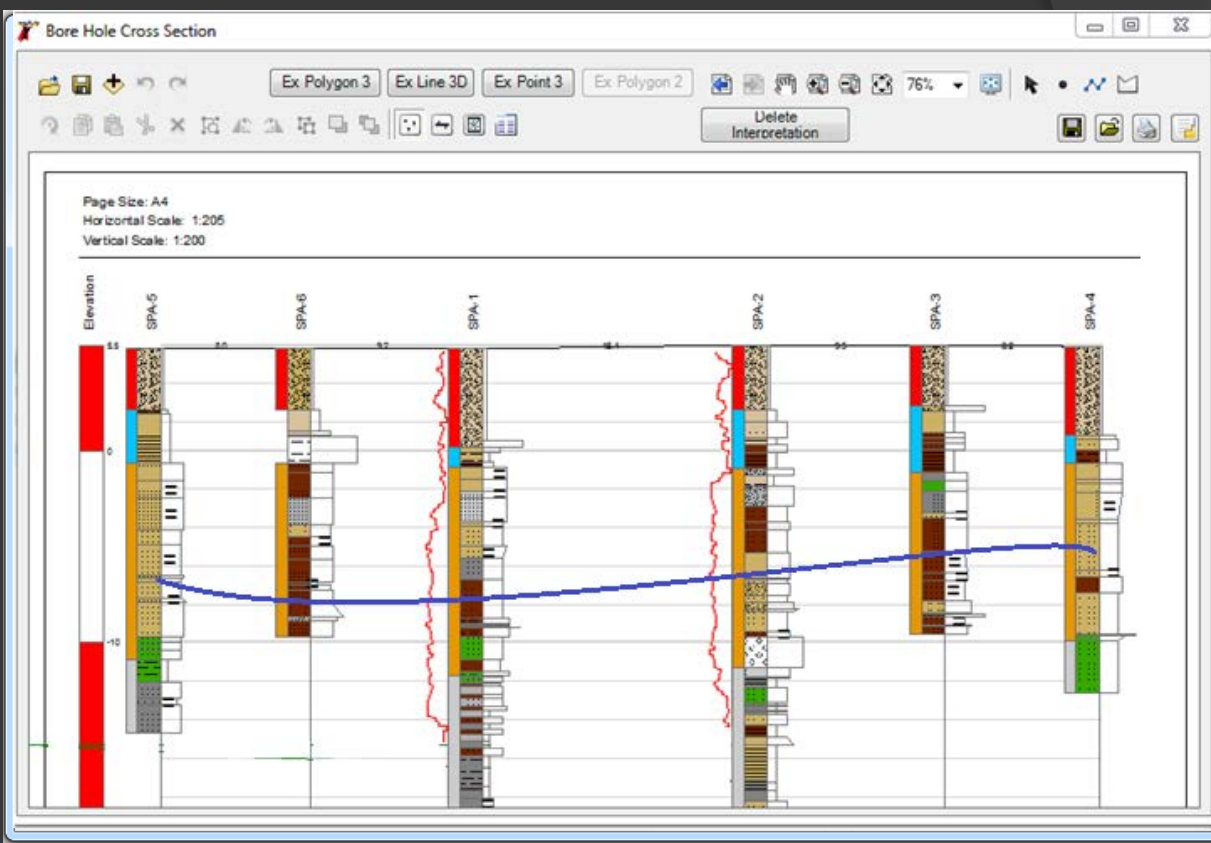 Bore Hole Cross Section
Ex Polygon 3 Ex Line 3D Ex Point 3 Ex Polygon 2 76%
Delete
Interpretation
Page Size: A4
Horizontal Scale: 1:205
Vertical Scale: 1:200
Elevation SPA-5 SPA-6 SPA-1 SPA-2 SPA-3 SPA-4
0
-10